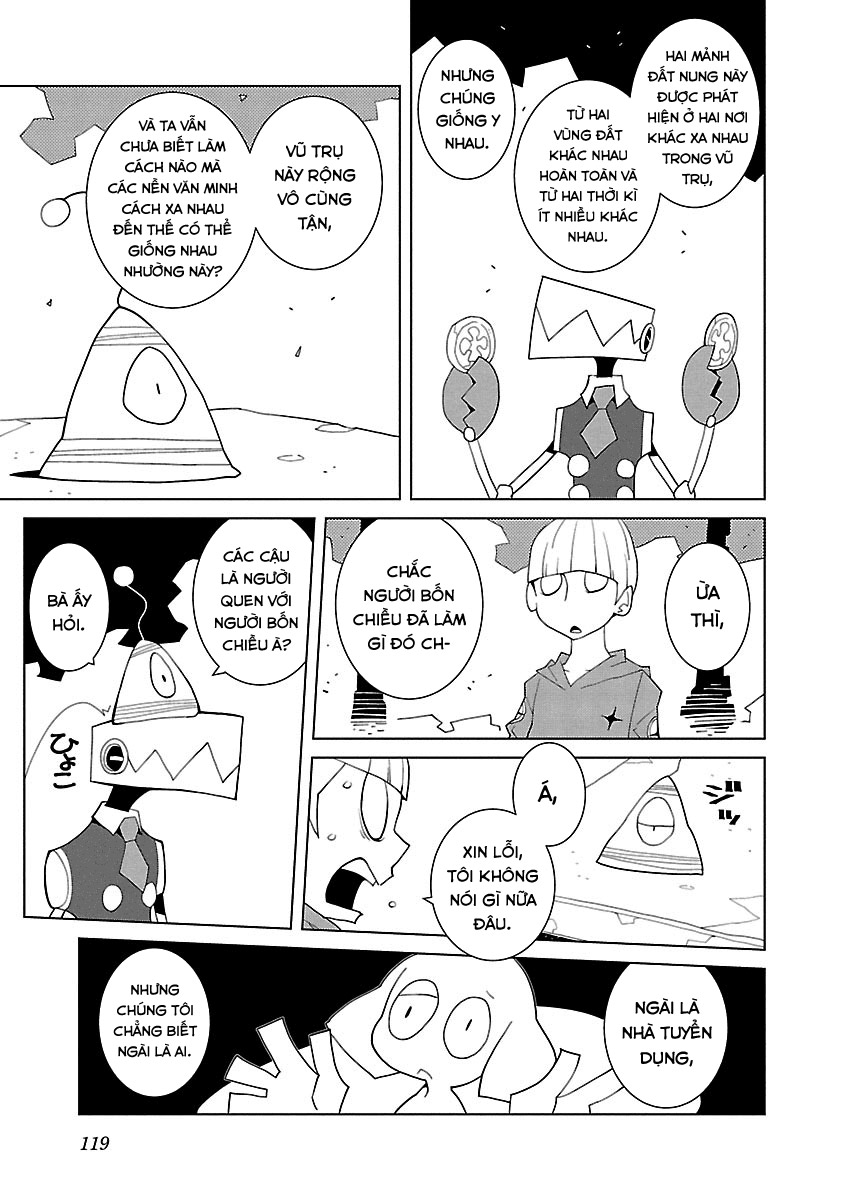 HAI MẢNH
ĐẤT NUNG NÀY
ĐƯỢC PHÁT
HIỆN Ở HAI NƠI
KHÁC XA NHAU
TRONG VŨ
TRỤ,
TỪ HAI
VÙNG ĐẤT
KHÁC NHAU
HOÀN TOÀN VÀ
TỪ HAI THỜI KÌ
ÍT NHIỀU KHÁC
NHAU.
NHƯNG
CHÚNG
GIỐNG Y
NHAU.
VŨ TRỤ
NÀY RỘNG
VÔ CÙNG
TẬN,
VÀ TA VẪN
CHƯA BIẾT LÀM
CÁCH NÀO MÀ
CÁC NỀN VĂN MINH
CÁCH XA NHAU
ĐẾN THẾ CÓ THỂ
GIỐNG NHAU
NHƯỜNG NÀY?
ỪA
THÌ,
CHẮC
NGƯỜI BỐN
CHIỀU ĐÃ LÀM
GÌ ĐÓ CH-
CÁC CẬU
LÀ NGƯỜI
QUEN VỚI
NGƯỜI BỐN
CHIỀU À?
BÀ ẤY
HỎI.
ひょこ
ジッ
Á,
XIN LỖI,
TÔI KHÔNG
NÓI GÌ NỮA
ĐÂU.
NGÀI LÀ
NHÀ TUYỂN
DỤNG,
NHƯNG
CHÚNG TÔI
CHẲNG BIẾT
NGÀI LÀ AI.
119